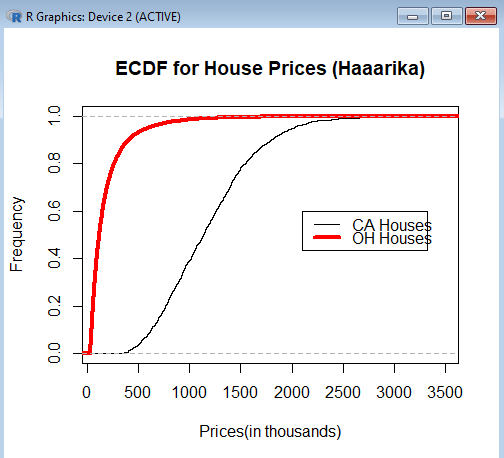 R Graphics: Device 2 (ACTIVE)
ECDF for House Prices (Haaarika)
Frequency
1.0
0.8
0.6
0.4
0.2
0.0
CA Houses
OH Houses
0 500 1000 1500 2000 2500 3000 3500
Prices(in thousands)